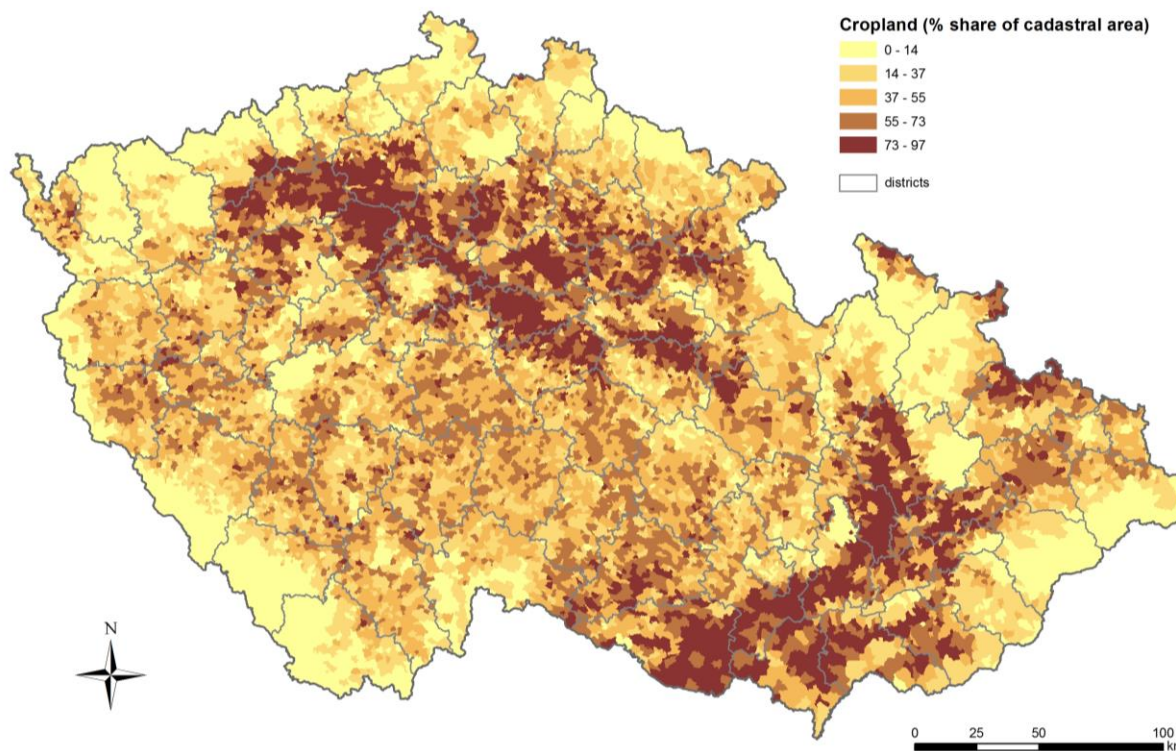 Cropland (% share of cadastral area)
0 - 14
14 - 37
37 - 55
55 - 73
73 - 97
districts
N
0 25 50 100